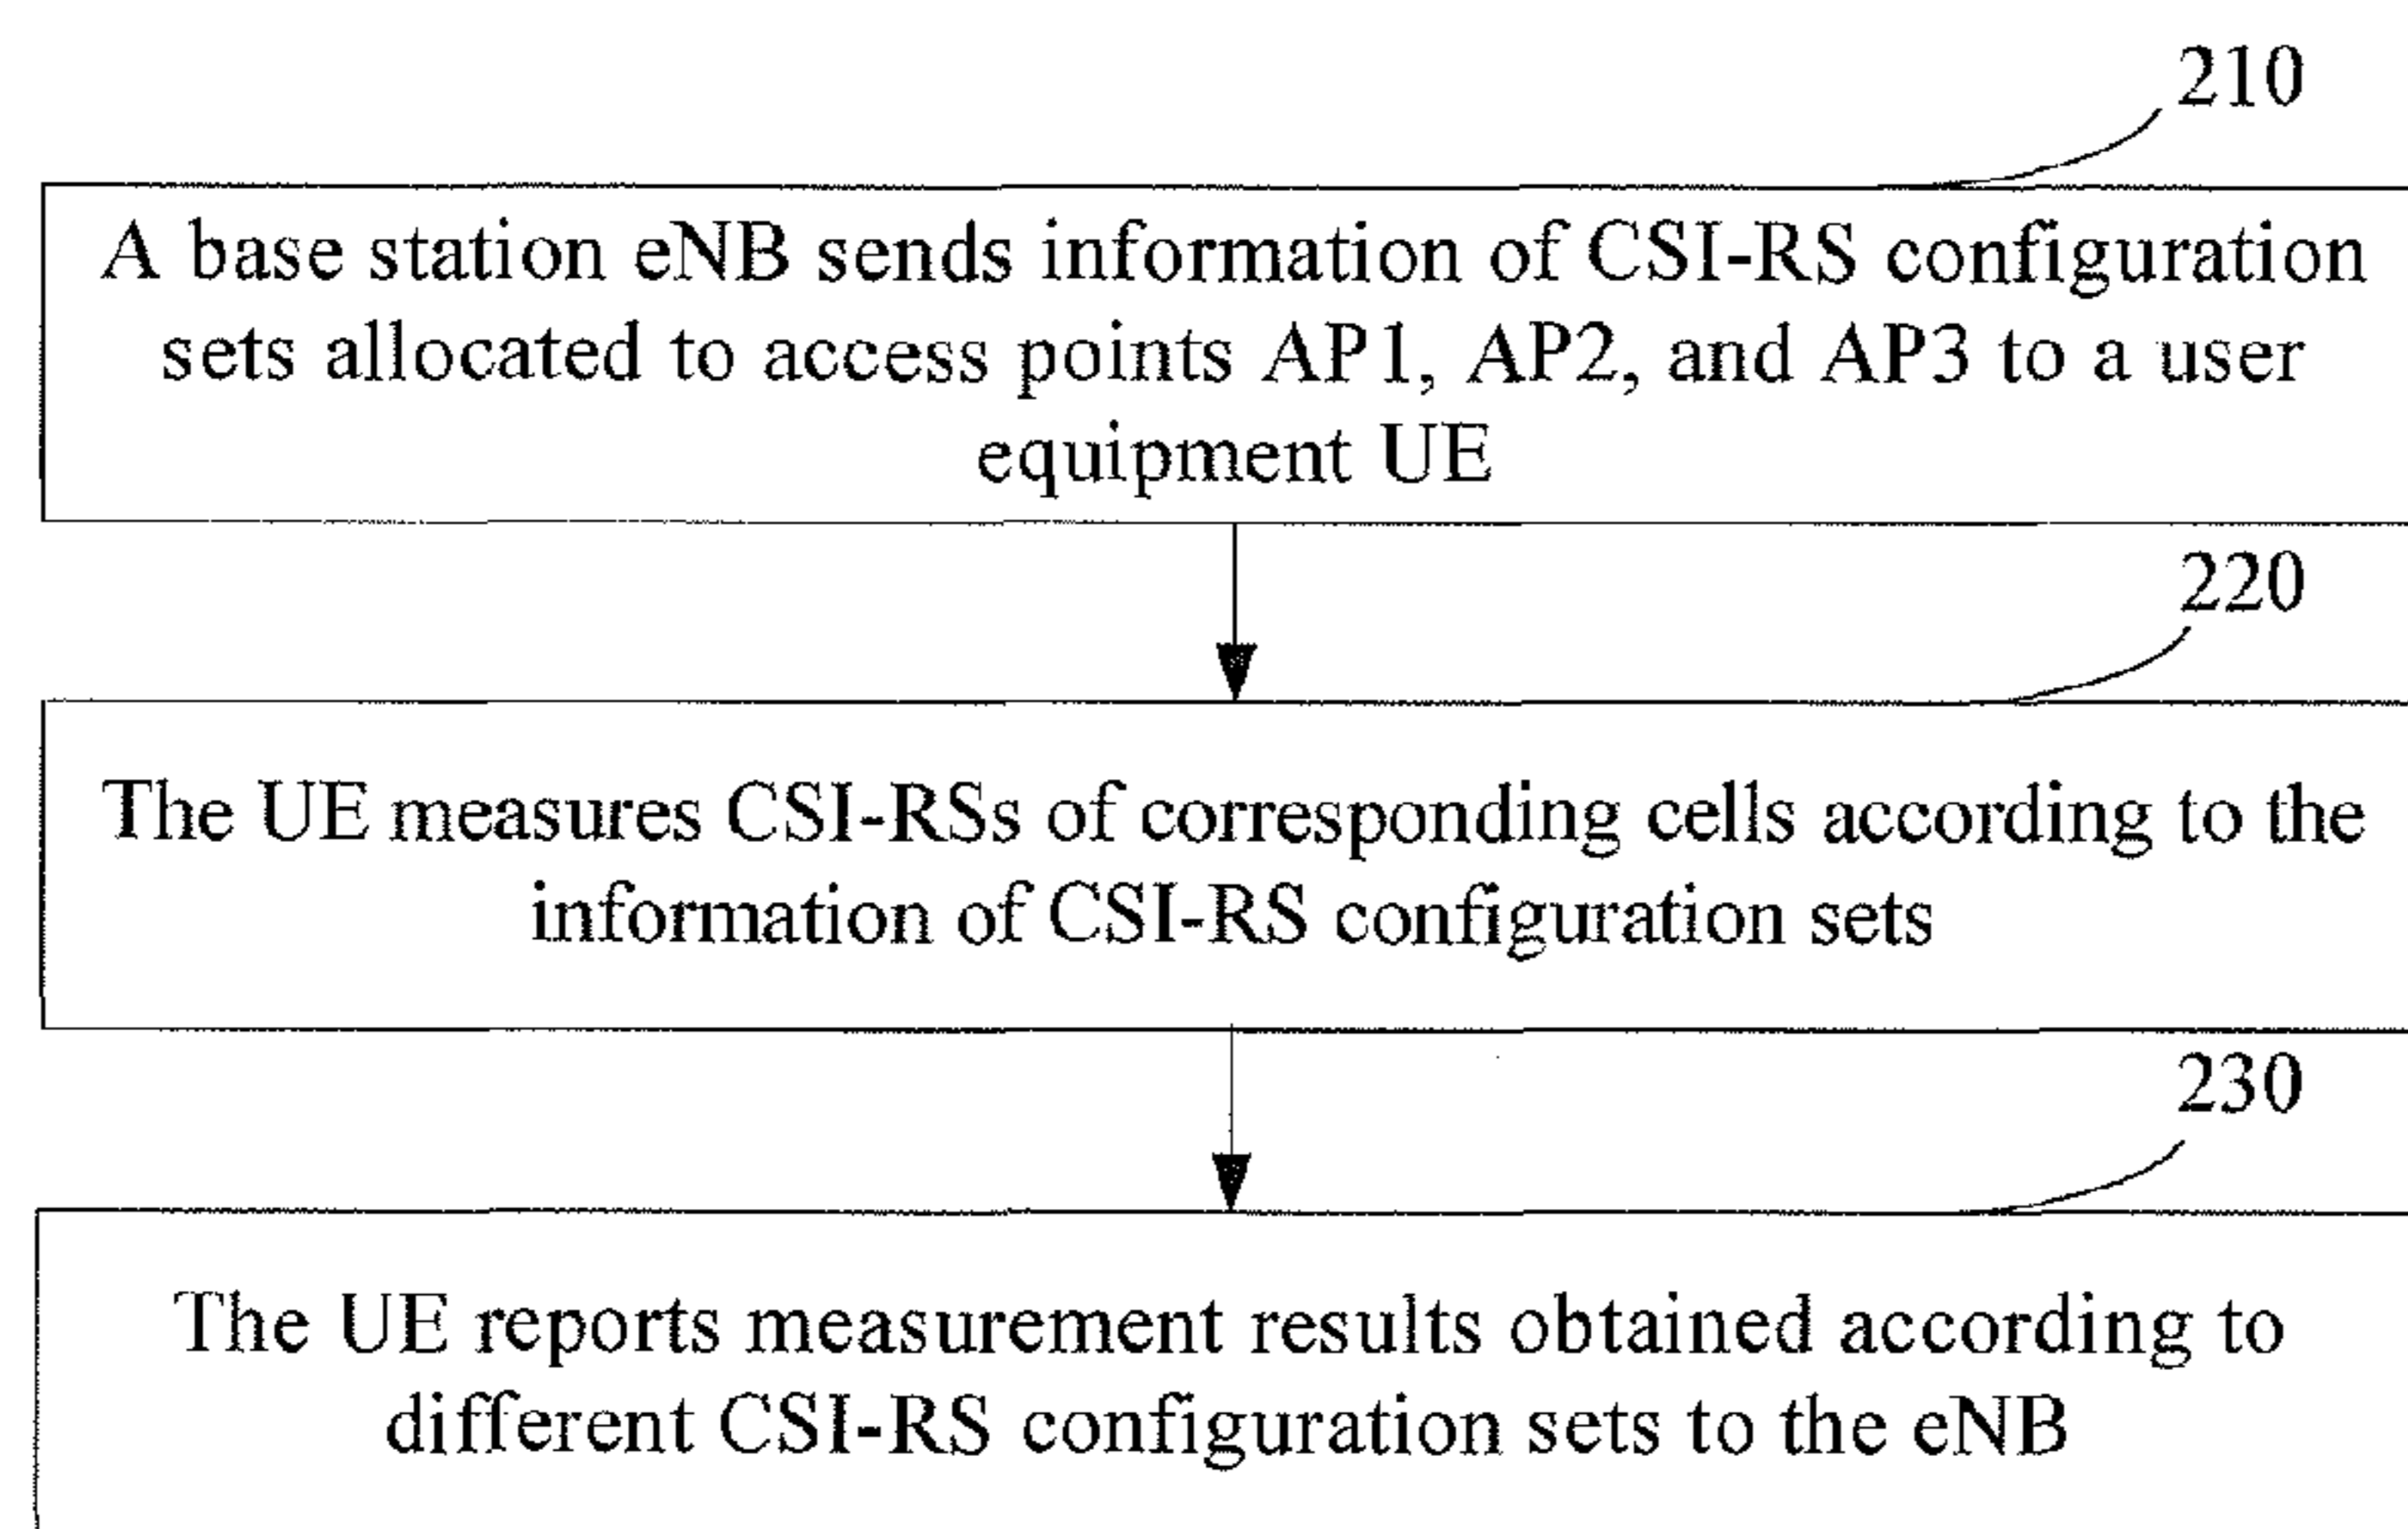 210
A base station eNB sends information of CSI-RS configuration
sets allocated to access points AP1, AP2, and AP3 to a user
equipment UE
220
The UE measures CSI-RSs of corresponding cells according to the
information of CSI-RS configuration sets
230
The UE reports measurement results obtained according to
different CSI-RS configuration sets to the eNB